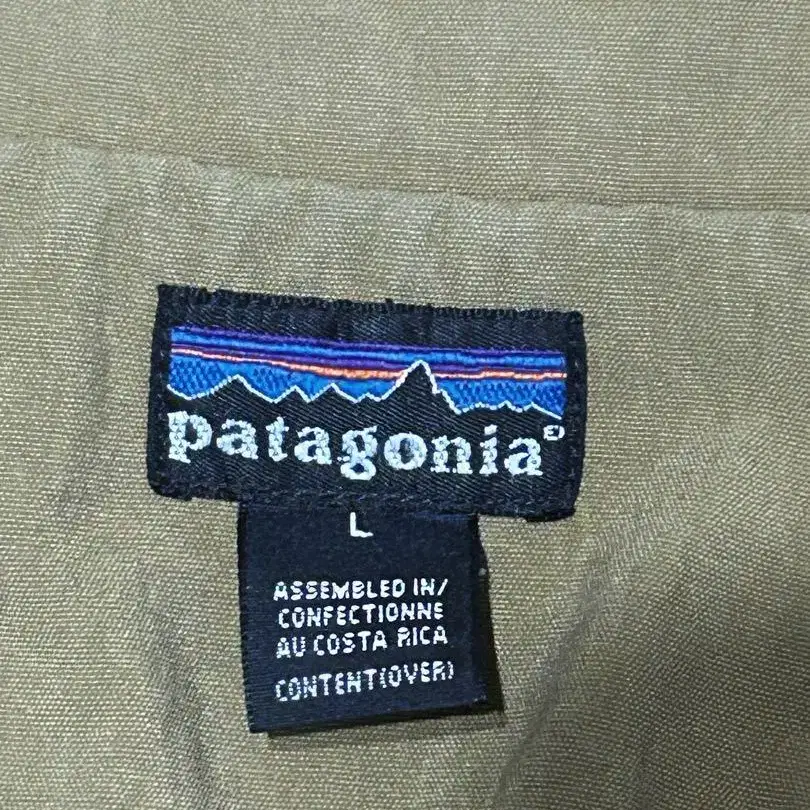 patagonia®
L
ASSEMBLED IN/
CONFECTIONNE
AU COSTA RICA
CONTENT(OVER)